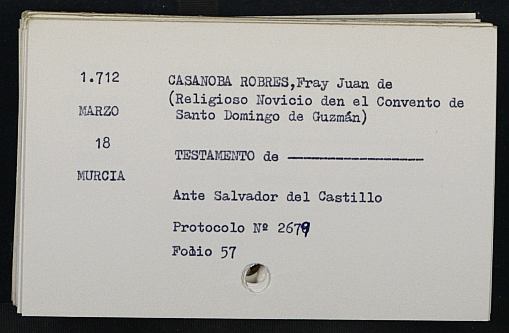 1.712
MARZO
18
MURCIA
CASANOBA ROBRES,Fray Juan de
(Religioso Novicio den el Convento de
Santo Domingo de Guzmán)
TESTAMENTO de ————————
Ante Salvador del Castillo
Protocolo Nº 2679
Folio 57